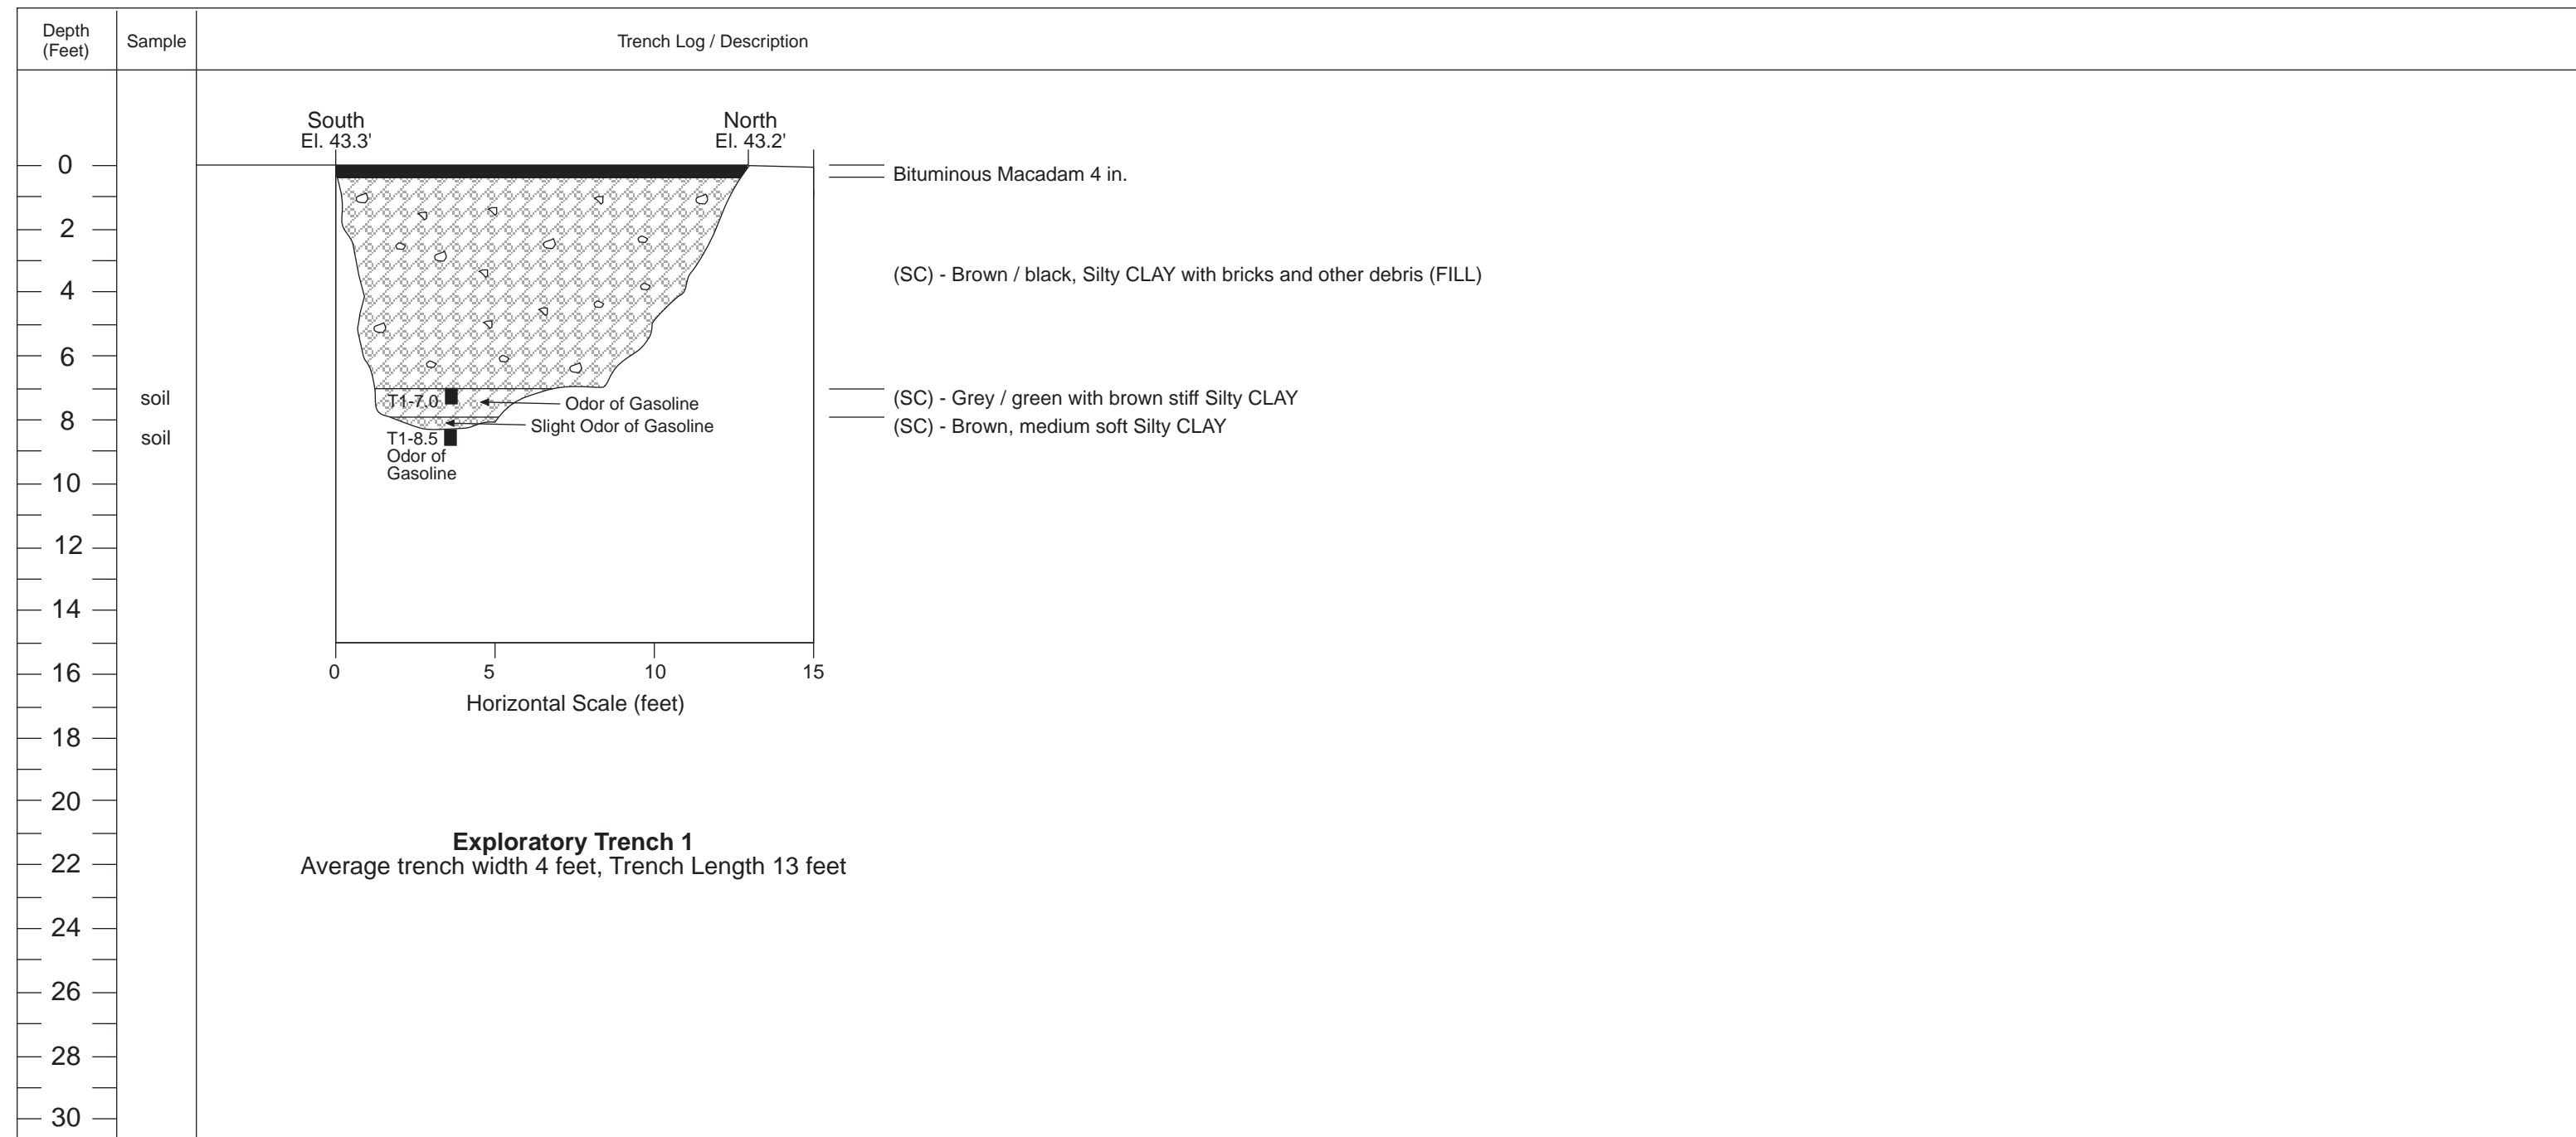 Depth
(Feet)
Sample
Trench Log / Description
South
El. 43.3'
North
El. 43.2'
0
Bituminous Macadam 4 in.
2
(SC) - Brown / black, Silty CLAY with bricks and other debris (FILL)
4
6
soil
T1-7.0
Odor of Gasoline
(SC) - Grey / green with brown stiff Silty CLAY
8
Slight Odor of Gasoline
(SC) - Brown, medium soft Silty CLAY
soil
T1-8.5
Odor of
Gasoline
10
12
14
16
0
5
10
15
Horizontal Scale (feet)
18
20
Exploratory Trench 1
22
Average trench width 4 feet, Trench Length 13 feet
24
26
28
30